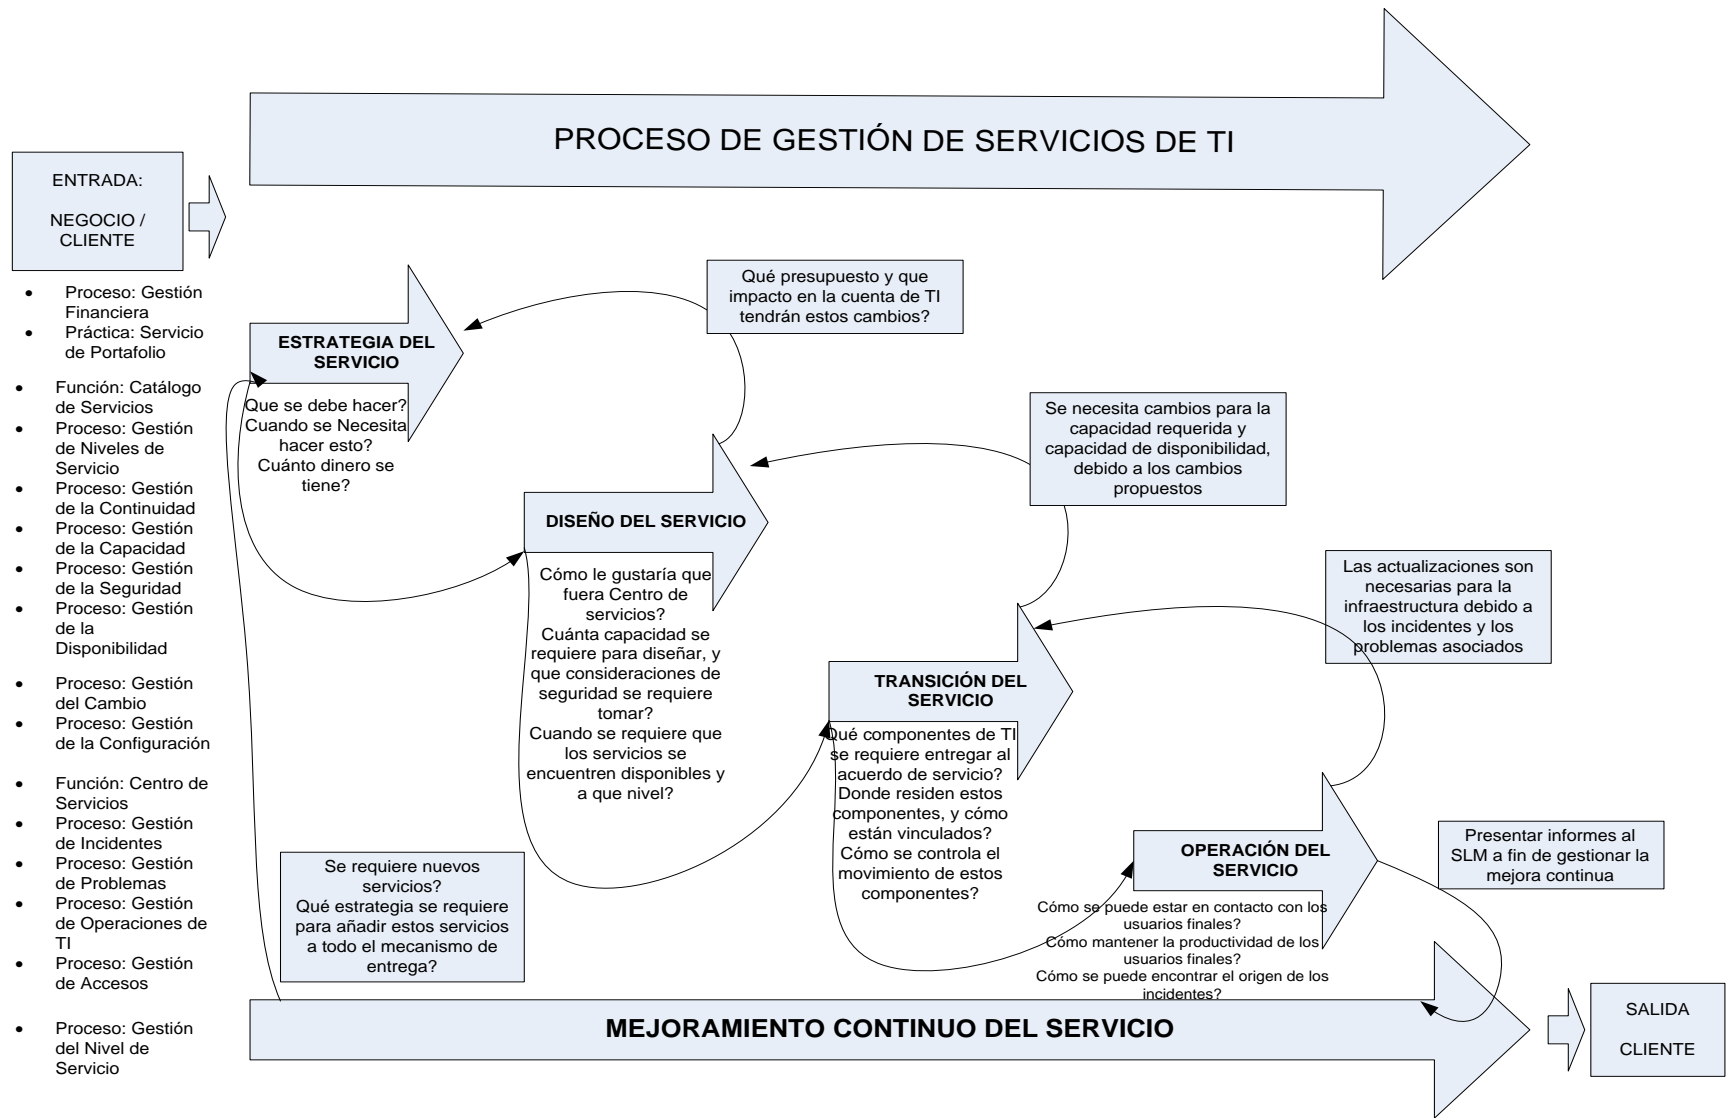 PROCESO DE GESTIÓN DE SERVICIOS DE TI
ENTRADA:
NEGOCIO /
CLIENTE
• Proceso: Gestión
Financiera
• Práctica: Servicio
de Portafolio
• Función: Catálogo
de Servicios
• Proceso: Gestión
de Niveles de
Servicio
• Proceso: Gestión
de la Continuidad
• Proceso: Gestión
de la Capacidad
• Proceso: Gestión
de la Seguridad
• Proceso: Gestión
de la
Disponibilidad
• Proceso: Gestión
del Cambio
• Proceso: Gestión
de la Configuración
• Función: Centro de
Servicios
• Proceso: Gestión
de Incidentes
• Proceso: Gestión
de Problemas
• Proceso: Gestión
de Operaciones de
TI
• Proceso: Gestión
de Accesos
• Proceso: Gestión
del Nivel de
Servicio
ESTRATEGIA DEL
SERVICIO
Que se debe hacer?
Cuando se Necesita
hacer esto?
Cuánto dinero se
tiene?
Qué presupuesto y que
impacto en la cuenta de TI
tendrán estos cambios?
DISEÑO DEL SERVICIO
Cómo le gustaría que
fuera Centro de
servicios?
Cuánta capacidad se
requiere para diseñar, y
que consideraciones de
seguridad se requiere
tomar?
Cuando se requiere que
los servicios se
encuentren disponibles y
a que nivel?
Se necesita cambios para la
capacidad requerida y
capacidad de disponibilidad,
debido a los cambios
propuestos
TRANSICIÓN DEL
SERVICIO
Qué componentes de TI
se requiere entregar al
acuerdo de servicio?
Donde residen estos
componentes, y cómo
están vinculados?
Cómo se controla el
movimiento de estos
componentes?
Las actualizaciones son
necesarias para la
infraestructura debido a
los incidentes y los
problemas asociados
OPERACIÓN DEL
SERVICIO
Cómo se puede estar en contacto con los
usuarios finales?
Cómo mantener la productividad de los
usuarios finales?
Cómo se puede encontrar el origen de los
incidentes?
Presentar informes al
SLM a fin de gestionar la
mejora continua
Se requiere nuevos
servicios?
Qué estrategia se requiere
para añadir estos servicios
a todo el mecanismo de
entrega?
MEJORAMIENTO CONTINUO DEL SERVICIO
SALIDA
CLIENTE